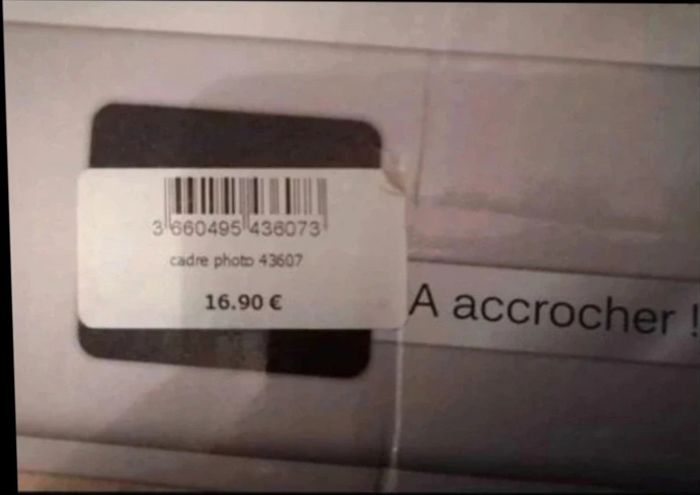 3 660495 436073
cadre photo 43607
16.90 €
A accrocher !